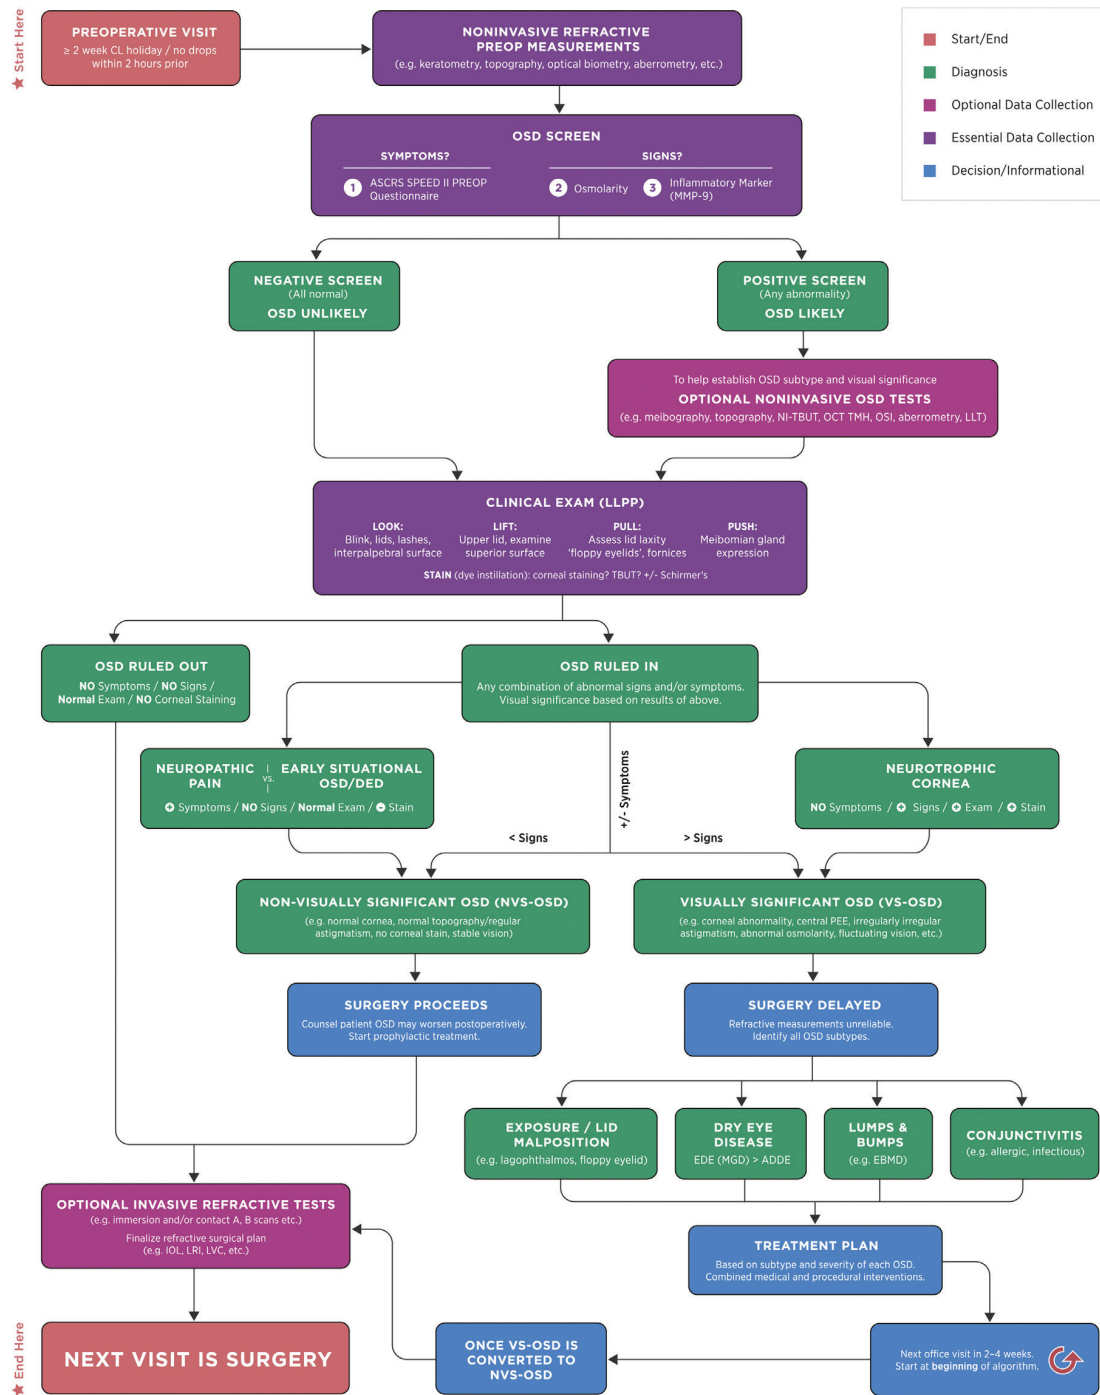 Start Here
PREOPERATIVE VISIT
≥ 2 week CL holiday / no drops
within 2 hours prior
NONINVASIVE REFRACTIVE
PREOP MEASUREMENTS
(e.g. keratometry, topography, optical biometry, aberrometry, etc.)
Start/End
Diagnosis
Optional Data Collection
Essential Data Collection
Decision/Informational
OSD SCREEN
SYMPTOMS?
1 ASCRS SPEED II PREOP
Questionnaire
SIGNS?
2 Osmolarity
3 Inflammatory Marker
(MMP-9)
NEGATIVE SCREEN
(All normal)
OSD UNLIKELY
POSITIVE SCREEN
(Any abnormality)
OSD LIKELY
To help establish OSD subtype and visual significance
OPTIONAL NONINVASIVE OSD TESTS
(e.g. meibography, topography, NI-TBUT, OCT TMH, OSI, aberrometry, LLT)
CLINICAL EXAM (LLPP)
LOOK:
Blink, lids, lashes,
interpalpebral surface
LIFT:
Upper lid, examine
superior surface
PULL:
Assess lid laxity
‘floppy eyelids’, fornices
PUSH:
Meibomian gland
expression
STAIN (dye instillation): corneal staining? TBUT? +/- Schirmer's
OSD RULED OUT
NO Symptoms / NO Signs /
Normal Exam / NO Corneal Staining
OSD RULED IN
Any combination of abnormal signs and/or symptoms.
Visual significance based on results of above.
NEUROPATHIC
PAIN
vs.
EARLY SITUATIONAL
OSD/DED
+ Symptoms / NO Signs / Normal Exam / - Stain
+/- Symptoms
NEUROTROPHIC
CORNEA
NO Symptoms / + Signs / + Exam / + Stain
< Signs
> Signs
NON-VISUALLY SIGNIFICANT OSD (NVS-OSD)
(e.g. normal cornea, normal topography/regular
astigmatism, no corneal stain, stable vision)
VISUALLY SIGNIFICANT OSD (VS-OSD)
(e.g. corneal abnormality, central PEE, irregularly irregular
astigmatism, abnormal osmolarity, fluctuating vision, etc.)
SURGERY PROCEEDS
Counsel patient OSD may worsen postoperatively.
Start prophylactic treatment.
SURGERY DELAYED
Refractive measurements unreliable.
Identify all OSD subtypes.
EXPOSURE / LID
MALPOSITION
(e.g. lagophthalmos, floppy eyelid)
DRY EYE
DISEASE
EDE (MGD) > ADDE
LUMPS &
BUMPS
(e.g. EBMD)
CONJUNCTIVITIS
(e.g. allergic, infectious)
OPTIONAL INVASIVE REFRACTIVE TESTS
(e.g. immersion and/or contact A, B scans etc.)
Finalize refractive surgical plan
(e.g. IOL, LRI, LVC, etc.)
TREATMENT PLAN
Based on subtype and severity of each OSD.
Combined medical and procedural interventions.
Next office visit in 2–4 weeks.
Start at beginning of algorithm.
ONCE VS-OSD IS
CONVERTED TO
NVS-OSD
NEXT VISIT IS SURGERY
End Here